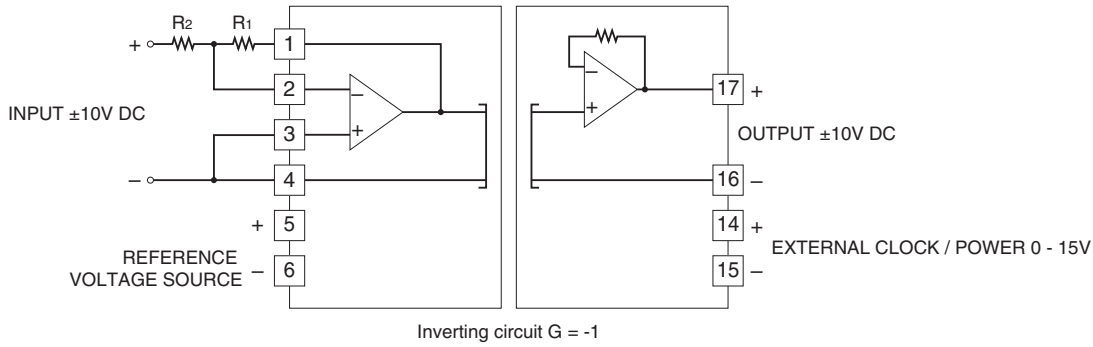 R2 R1
+ 1
2 –
INPUT ±10V DC
3 +
– 4
+ 5
REFERENCE
VOLTAGE SOURCE – 6
–
+
17 +
OUTPUT ±10V DC
16 –
14 +
EXTERNAL CLOCK / POWER 0 - 15V
15 –
Inverting circuit G = -1